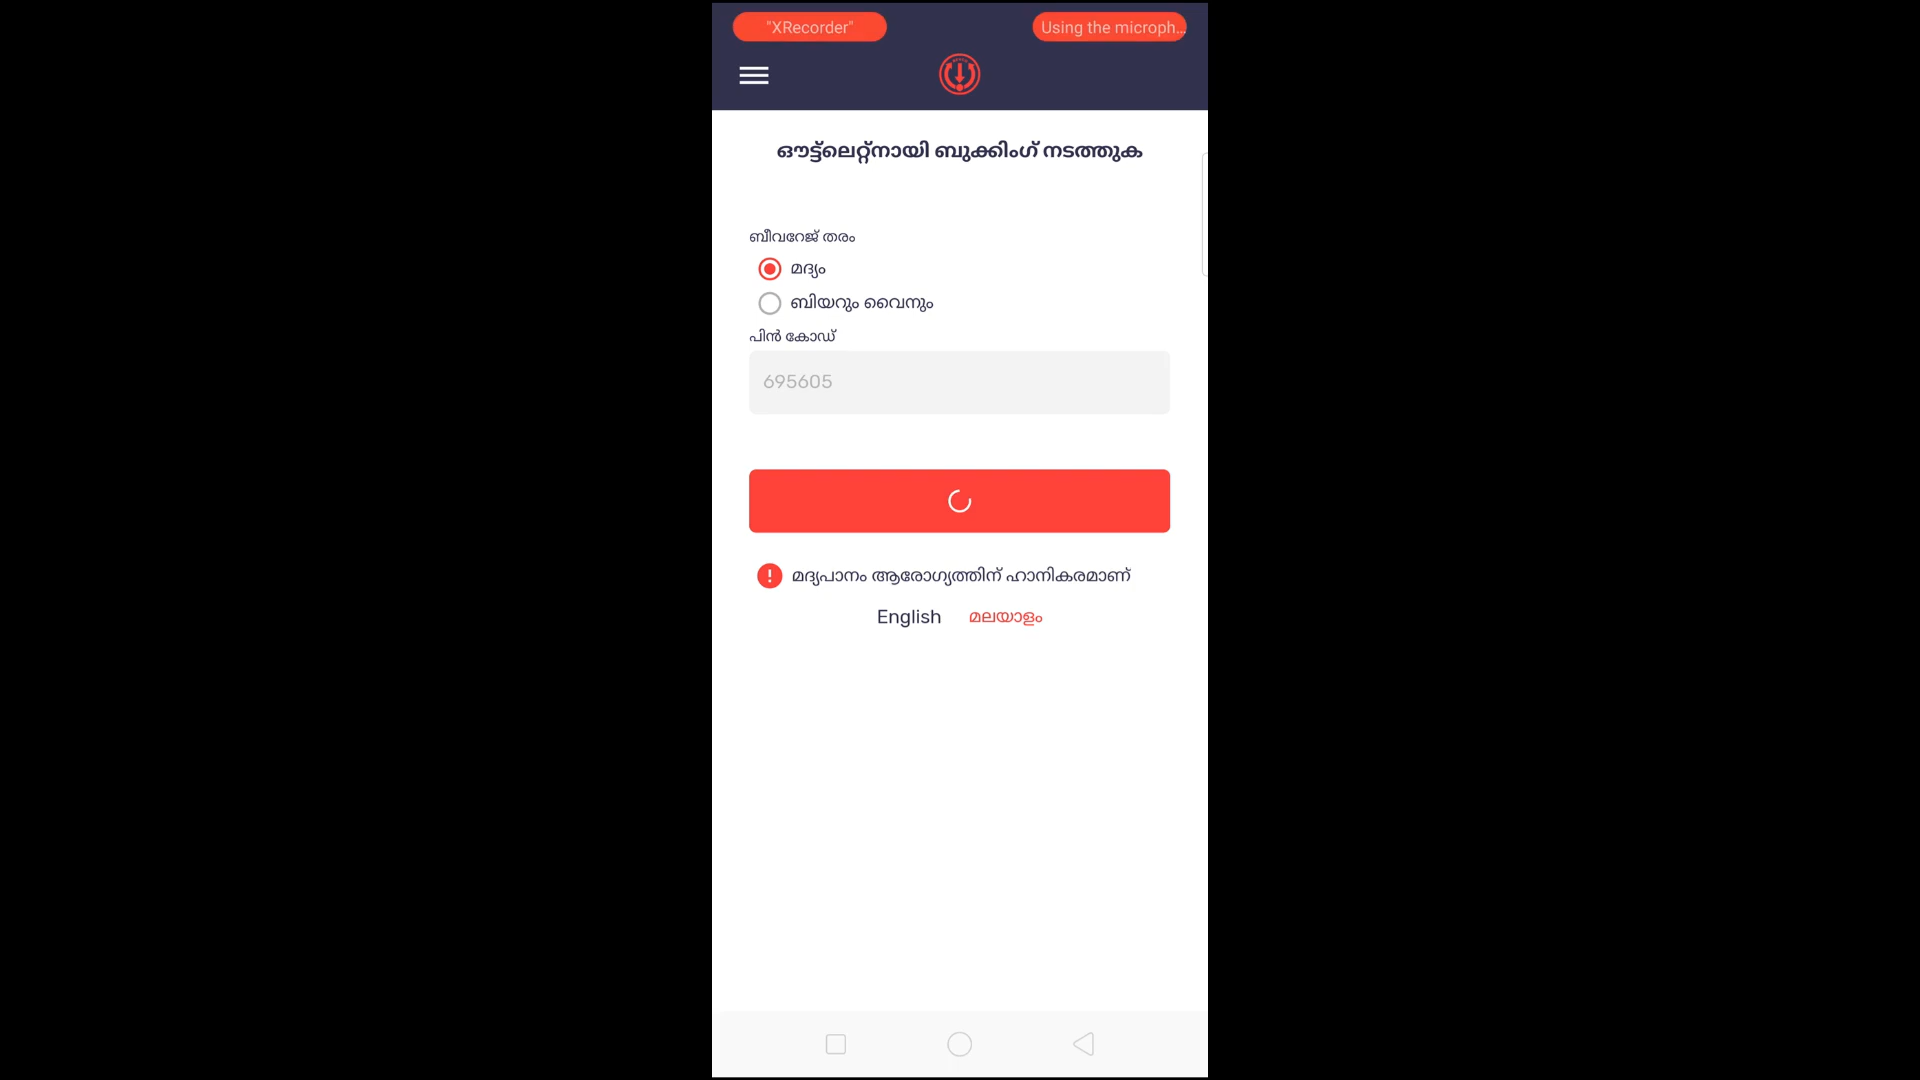 "XRecorder"
Using the microph...
ഔട്ട്ലെറ്റ്നായി ബുക്കിംഗ് നടത്തുക
ബീവറേജ് തരം
മദ്യം
ബിയറും വൈനും
പിൻ കോഡ്
695605
മദ്യപാനം ആരോഗ്യത്തിന് ഹാനികരമാണ്
English മലയാളം